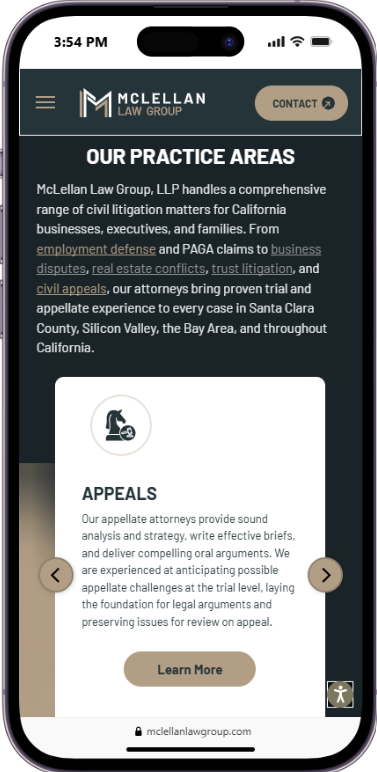 3:54 PM
MCLELLAN
LAW GROUP
CONTACT
OUR PRACTICE AREAS
McLellan Law Group, LLP handles a comprehensive
range of civil litigation matters for California
businesses, executives, and families. From
employment defense and PAGA claims to business
disputes, real estate conflicts, trust litigation, and
civil appeals, our attorneys bring proven trial and
appellate experience to every case in Santa Clara
County, Silicon Valley, the Bay Area, and throughout
California.
APPEALS
Our appellate attorneys provide sound
analysis and strategy, write effective briefs,
and deliver compelling oral arguments. We
are experienced at anticipating possible
appellate challenges at the trial level, laying
the foundation for legal arguments and
preserving issues for review on appeal.
Learn More
mclellanlawgroup.com